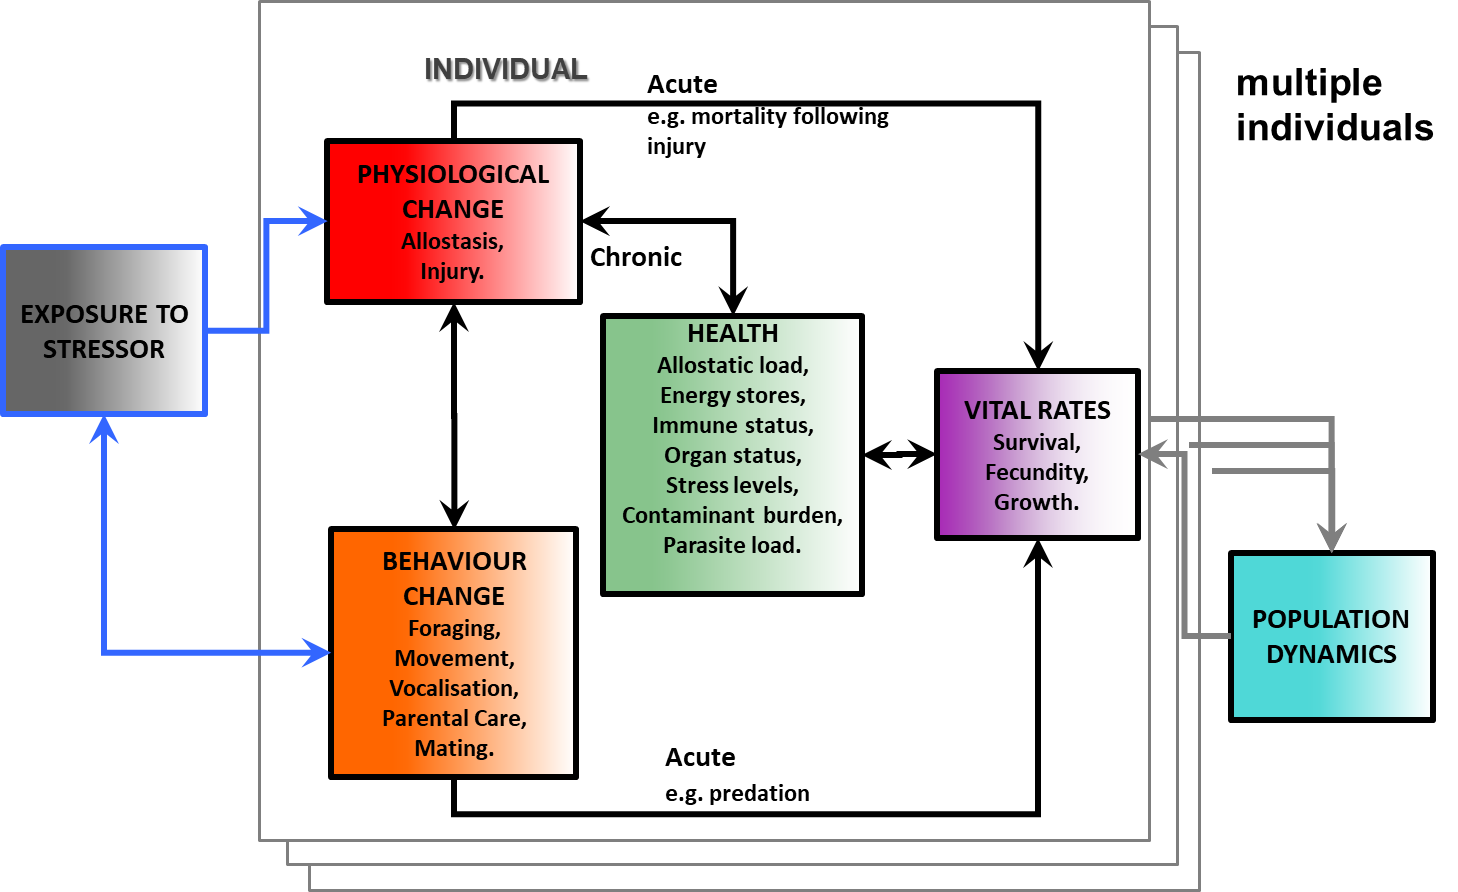 INDIVIDUAL
Acute
e.g. mortality following
injury
multiple
individuals
PHYSIOLOGICAL
CHANGE
Allostasis,
Injury.
Chronic
EXPOSURE TO
STRESSOR
HEALTH
Allostatic load,
Energy stores,
Immune status,
Organ status,
Stress levels,
Contaminant burden,
Parasite load.
VITAL RATES
Survival,
Fecundity,
Growth.
BEHAVIOUR
CHANGE
Foraging,
Movement,
Vocalisation,
Parental Care,
Mating.
POPULATION
DYNAMICS
Acute
e.g. predation